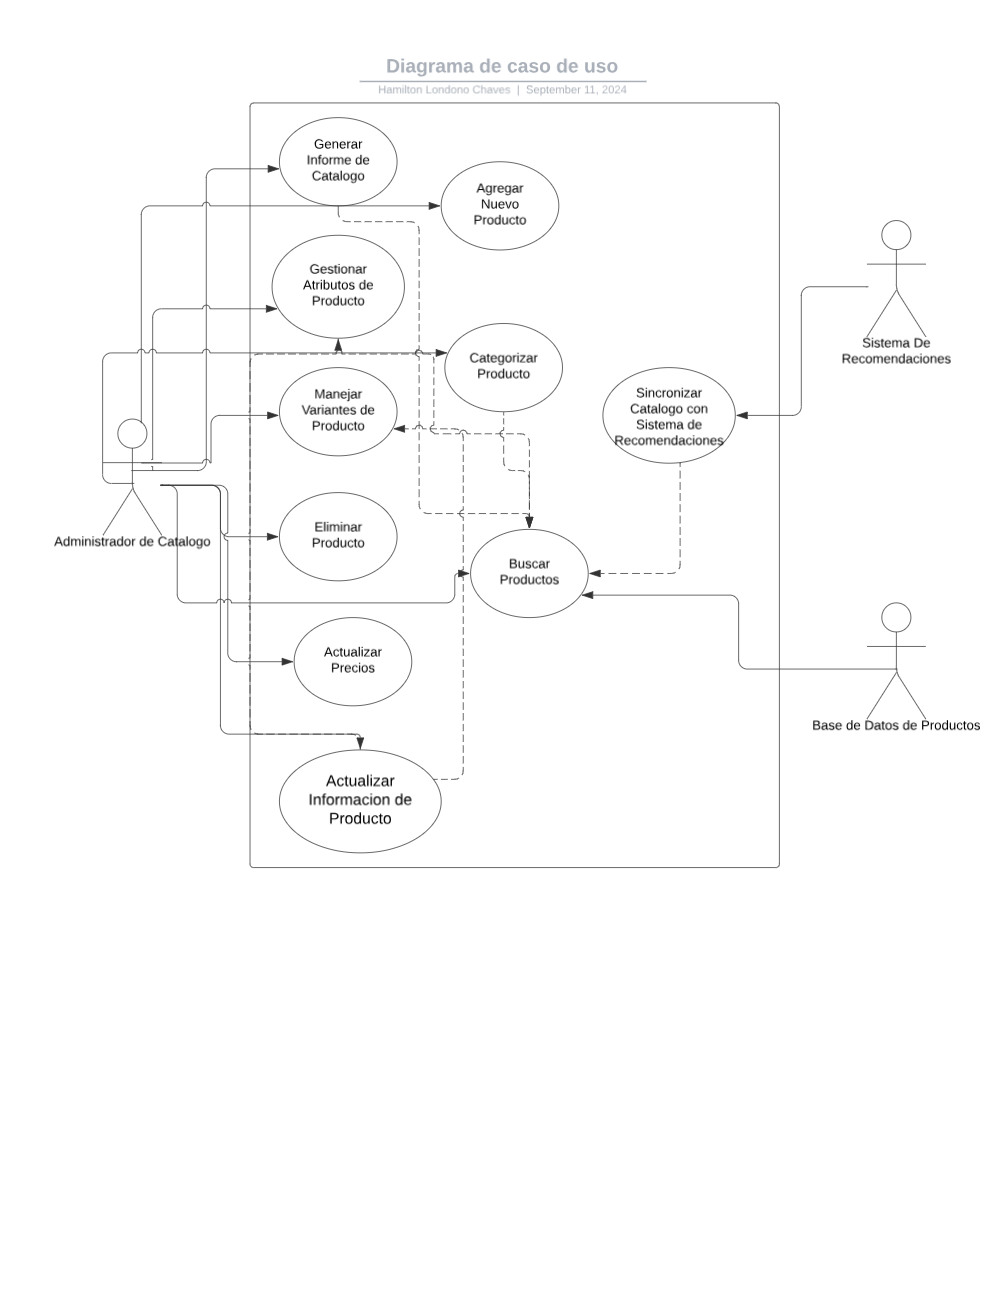 Diagrama de caso de uso
Hamilton Londono Chaves | September 11, 2024
Generar
Informe de
Catalogo
Agregar
Nuevo
Producto
Gestionar
Atributos de
Producto
Categorizar
Producto
Manejar
Variantes de
Producto
Sincronizar
Catalogo con
Sistema de
Recomendaciones
Sistema De
Recomendaciones
Eliminar
Producto
Administrador de Catalogo
Buscar
Productos
Actualizar
Precios
Base de Datos de Productos
Actualizar
Informacion de
Producto